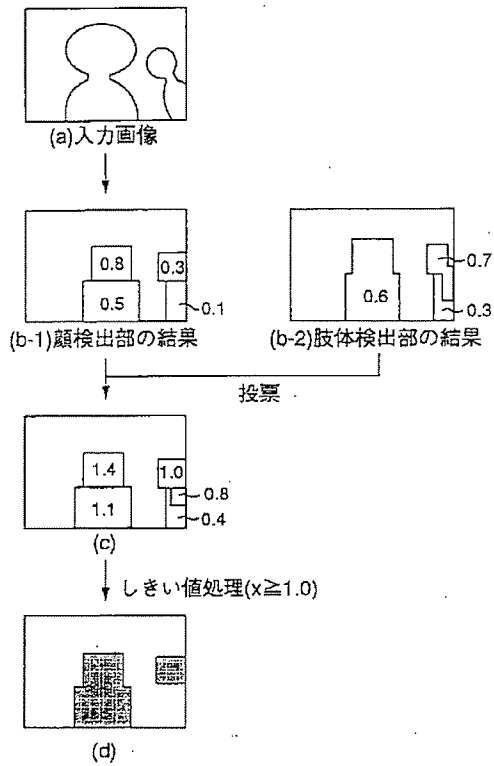 (a)入力画像
0.8
0.3
0.5
0.1
(b-1)顔検出部の結果
0.7
0.6
0.3
(b-2)肢体検出部の結果
投票
1.4
1.0
1.1
0.8
0.4
(c)
しきい値処理(x≧1.0)
(d)